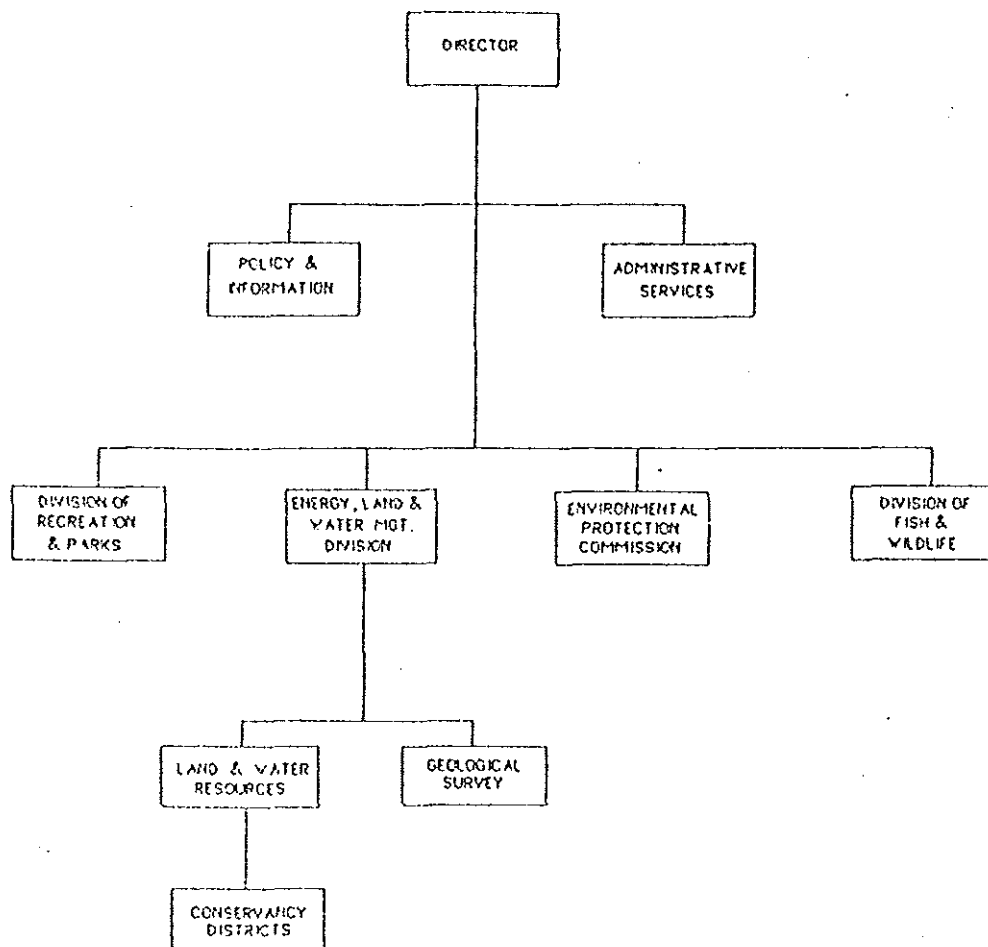 DIRECTOR
POLICY &
INFORMATION
ADMINISTRATIVE
SERVICES
DIVISION OF
RECREATION
& PARKS
ENERGY, LAND &
WATER MGT.
DIVISION
ENVIRONMENTAL
PROTECTION
COMMISSION
DIVISION OF
FISH &
WILDLIFE
LAND & WATER
RESOURCES
GEOLOGICAL
SURVEY
CONSERVANCY
DISTRICTS